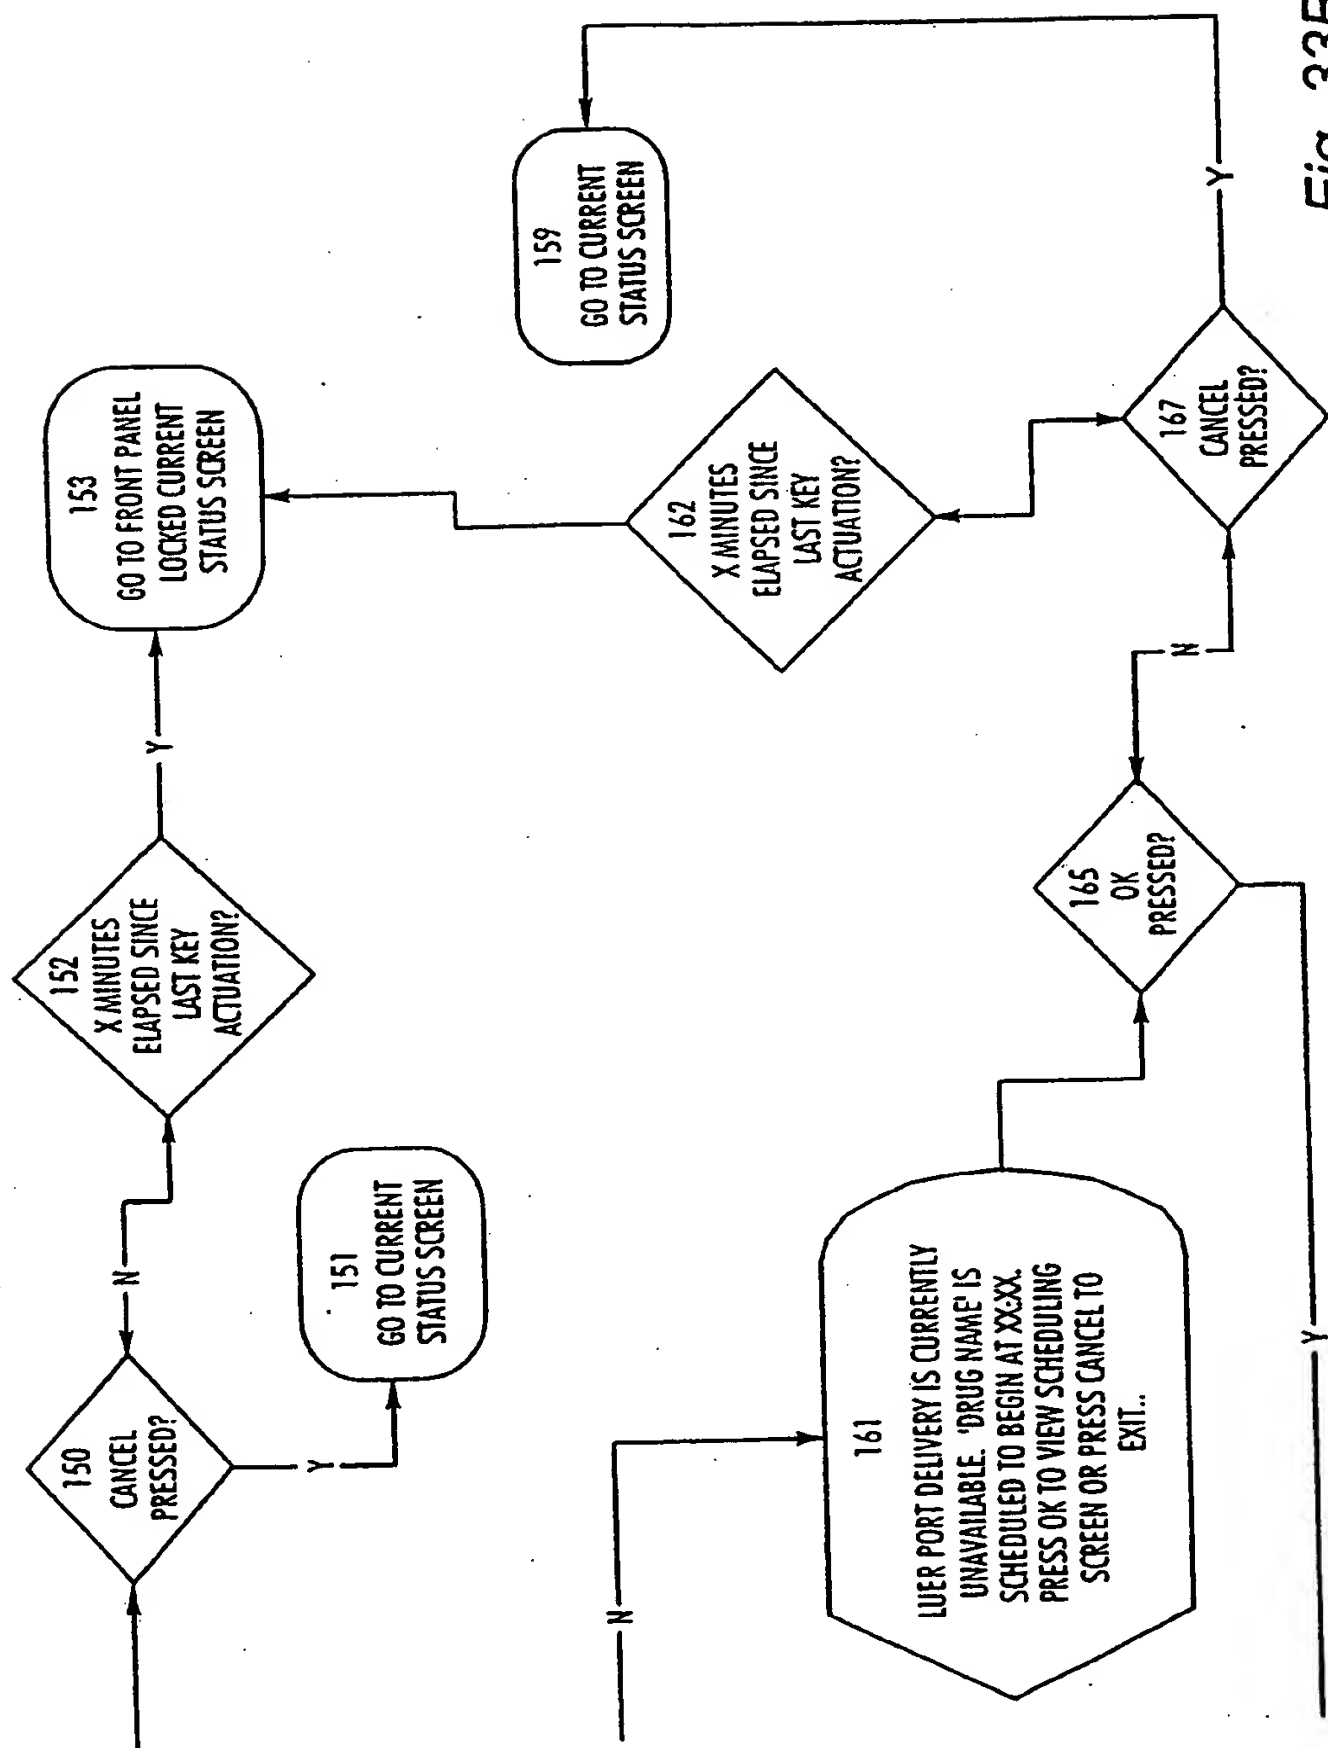 150
CANCEL
PRESSED?
N
Y
151
GO TO CURRENT
STATUS SCREEN
152
X MINUTES
ELAPSED SINCE
LAST KEY
ACTUATION?
Y
153
GO TO FRONT PANEL
LOCKED CURRENT
STATUS SCREEN
N
161
LUER PORT DELIVERY IS CURRENTLY
UNAVAILABLE. 'DRUG NAME' IS
SCHEDULED TO BEGIN AT XX:XX.
PRESS OK TO VIEW SCHEDULING
SCREEN OR PRESS CANCEL TO
EXIT..
165
OK
PRESSED?
Y
N
162
X MINUTES
ELAPSED SINCE
LAST KEY
ACTUATION?
167
CANCEL
PRESSED?
Y
159
GO TO CURRENT
STATUS SCREEN
Fig.